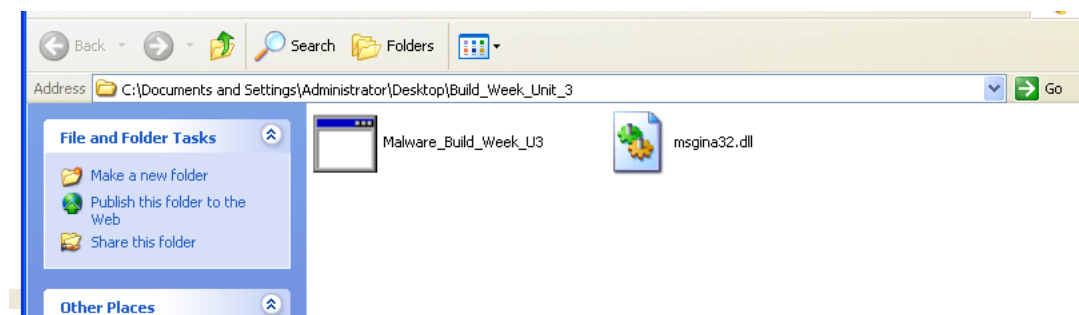 Back Search Folders
Address C:\Documents and Settings\Administrator\Desktop\Build_Week_Unit_3 Go
File and Folder Tasks
Make a new folder
Publish this folder to the
Web
Share this folder
Other Places
Malware_Build_Week_U3
msgina32.dll